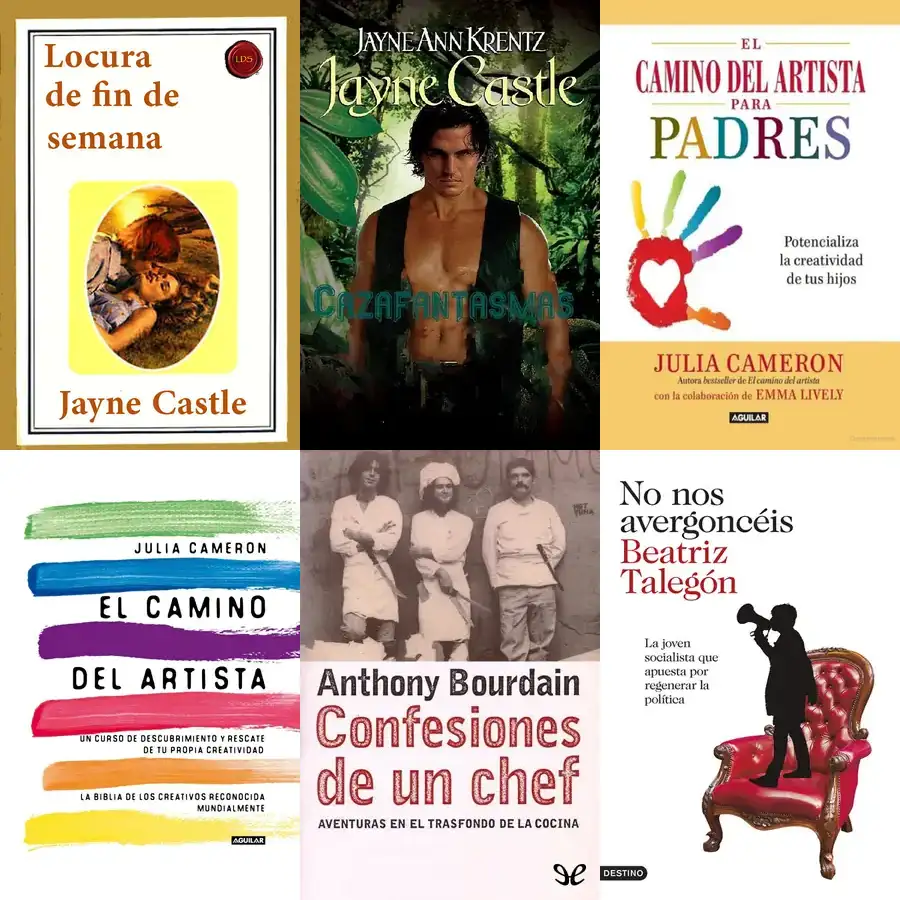 Locura
de fin de
semana
LDS
Jayne Castle
JAYNE ANN KRENTZ
Jayne Castle
CAZAFANTASMAS
EL
CAMINO DEL ARTISTA
PARA
PADRES
Potencializa
la creatividad
de tus hijos
JULIA CAMERON
Autora bestseller de El camino del artista
con la colaboración de EMMA LIVELY
AGUILAR
JULIA CAMERON
EL CAMINO
DEL ARTISTA
UN CURSO DE DESCUBRIMIENTO Y RESCATE
DE TU PROPIA CREATIVIDAD
LA BIBLIA DE LOS CREATIVOS RECONOCIDA
MUNDIALMENTE
AGUILAR
Anthony Bourdain
Confesiones
de un chef
AVENTURAS EN EL TRASFONDO DE LA COCINA
No nos
avergoncéis
Beatriz
Talegón
La joven
socialista que
apuesta por
regenerar la
política
DESTINO